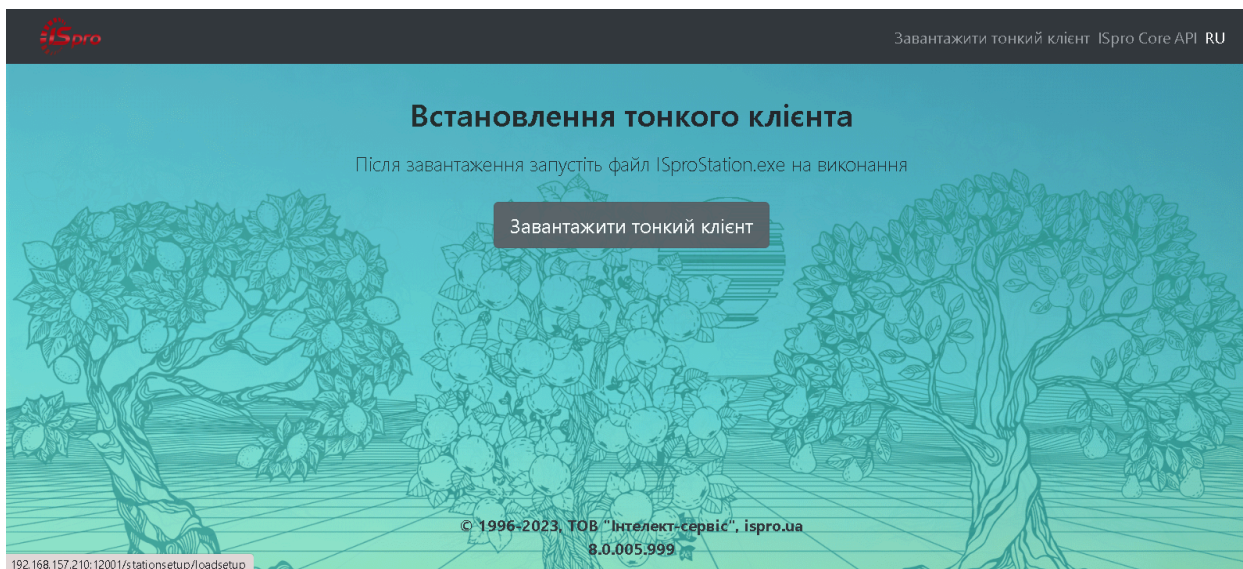 ISpro
Завантажити тонкий клієнт ISpro Core API RU
Встановлення тонкого клієнта
Після завантаження запустіть файл ISproStation.exe на виконання
Завантажити тонкий клієнт
© 1996-2023, ТОВ "Інтелект-сервіс", ispro.ua
8.0.005.999
192.168.157.210:12001/stationsetup/loadsetup